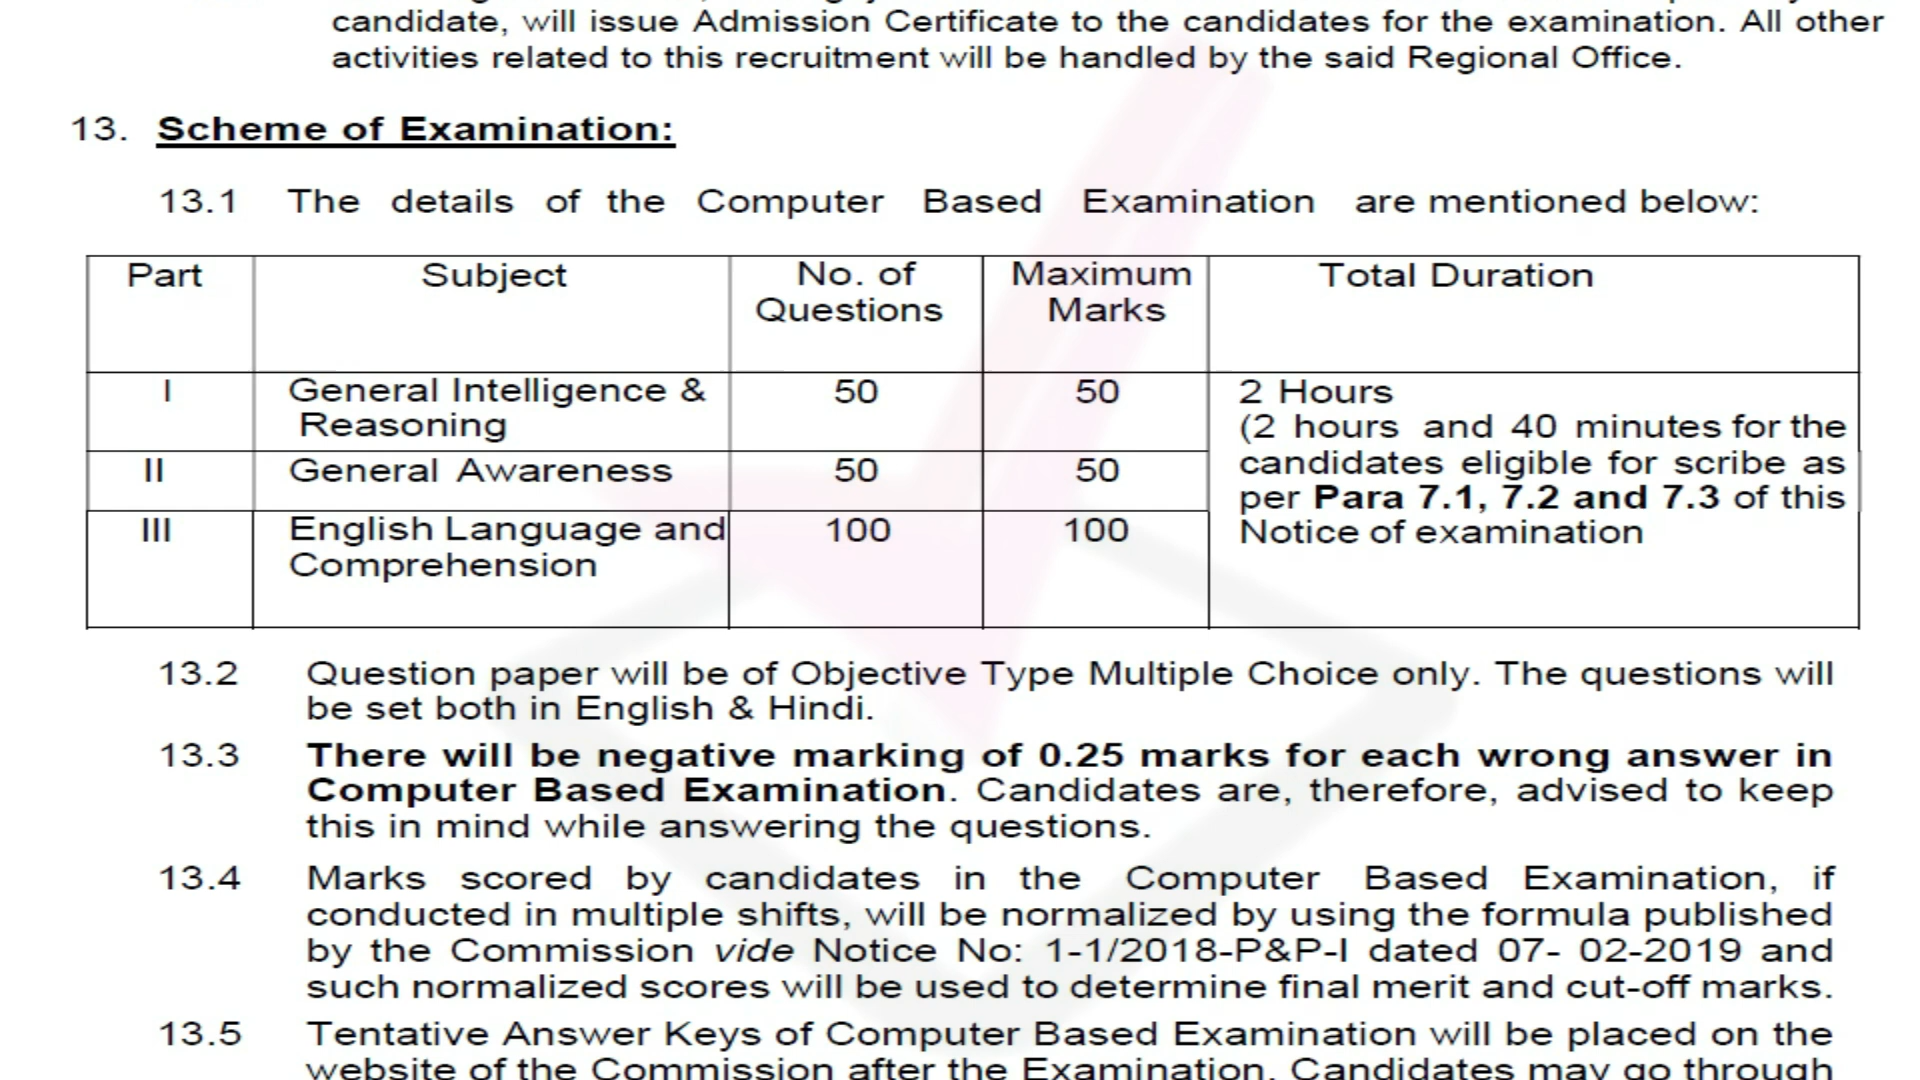 candidate, will issue Admission Certificate to the candidates for the examination. All other
activities related to this recruitment will be handled by the said Regional Office.
13. Scheme of Examination:
13.1 The details of the Computer Based Examination are mentioned below:
Part Subject No. of Questions Maximum Marks Total Duration
I General Intelligence & Reasoning 50 50
II General Awareness 50 50
III English Language and Comprehension 100 100
2 Hours
(2 hours and 40 minutes for the
candidates eligible for scribe as
per Para 7.1, 7.2 and 7.3 of this
Notice of examination
13.2 Question paper will be of Objective Type Multiple Choice only. The questions will
be set both in English & Hindi.
13.3 There will be negative marking of 0.25 marks for each wrong answer in
Computer Based Examination. Candidates are, therefore, advised to keep
this in mind while answering the questions.
13.4 Marks scored by candidates in the Computer Based Examination, if
conducted in multiple shifts, will be normalized by using the formula published
by the Commission vide Notice No: 1-1/2018-P&P-I dated 07- 02-2019 and
such normalized scores will be used to determine final merit and cut-off marks.
13.5 Tentative Answer Keys of Computer Based Examination will be placed on the
website of the Commission after the Examination. Candidates may go through